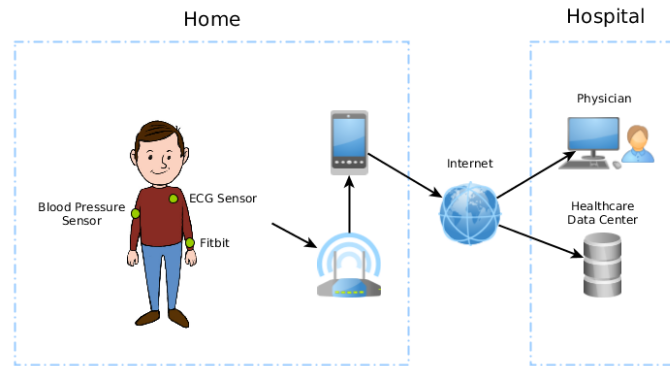 Home
Hospital
Physician
Internet
ECG Sensor
Blood Pressure
Sensor
Healthcare
Data Center
Fitbit